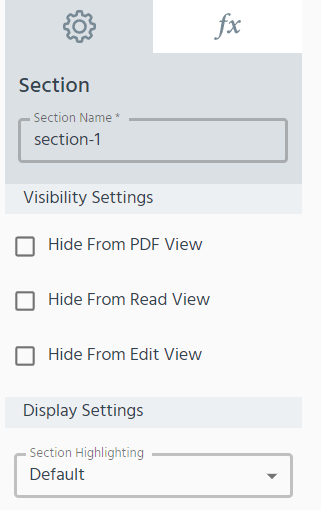 fx
Section
Section Name *
section-1
Visibility Settings
Hide From PDF View
Hide From Read View
Hide From Edit View
Display Settings
Section Highlighting
Default